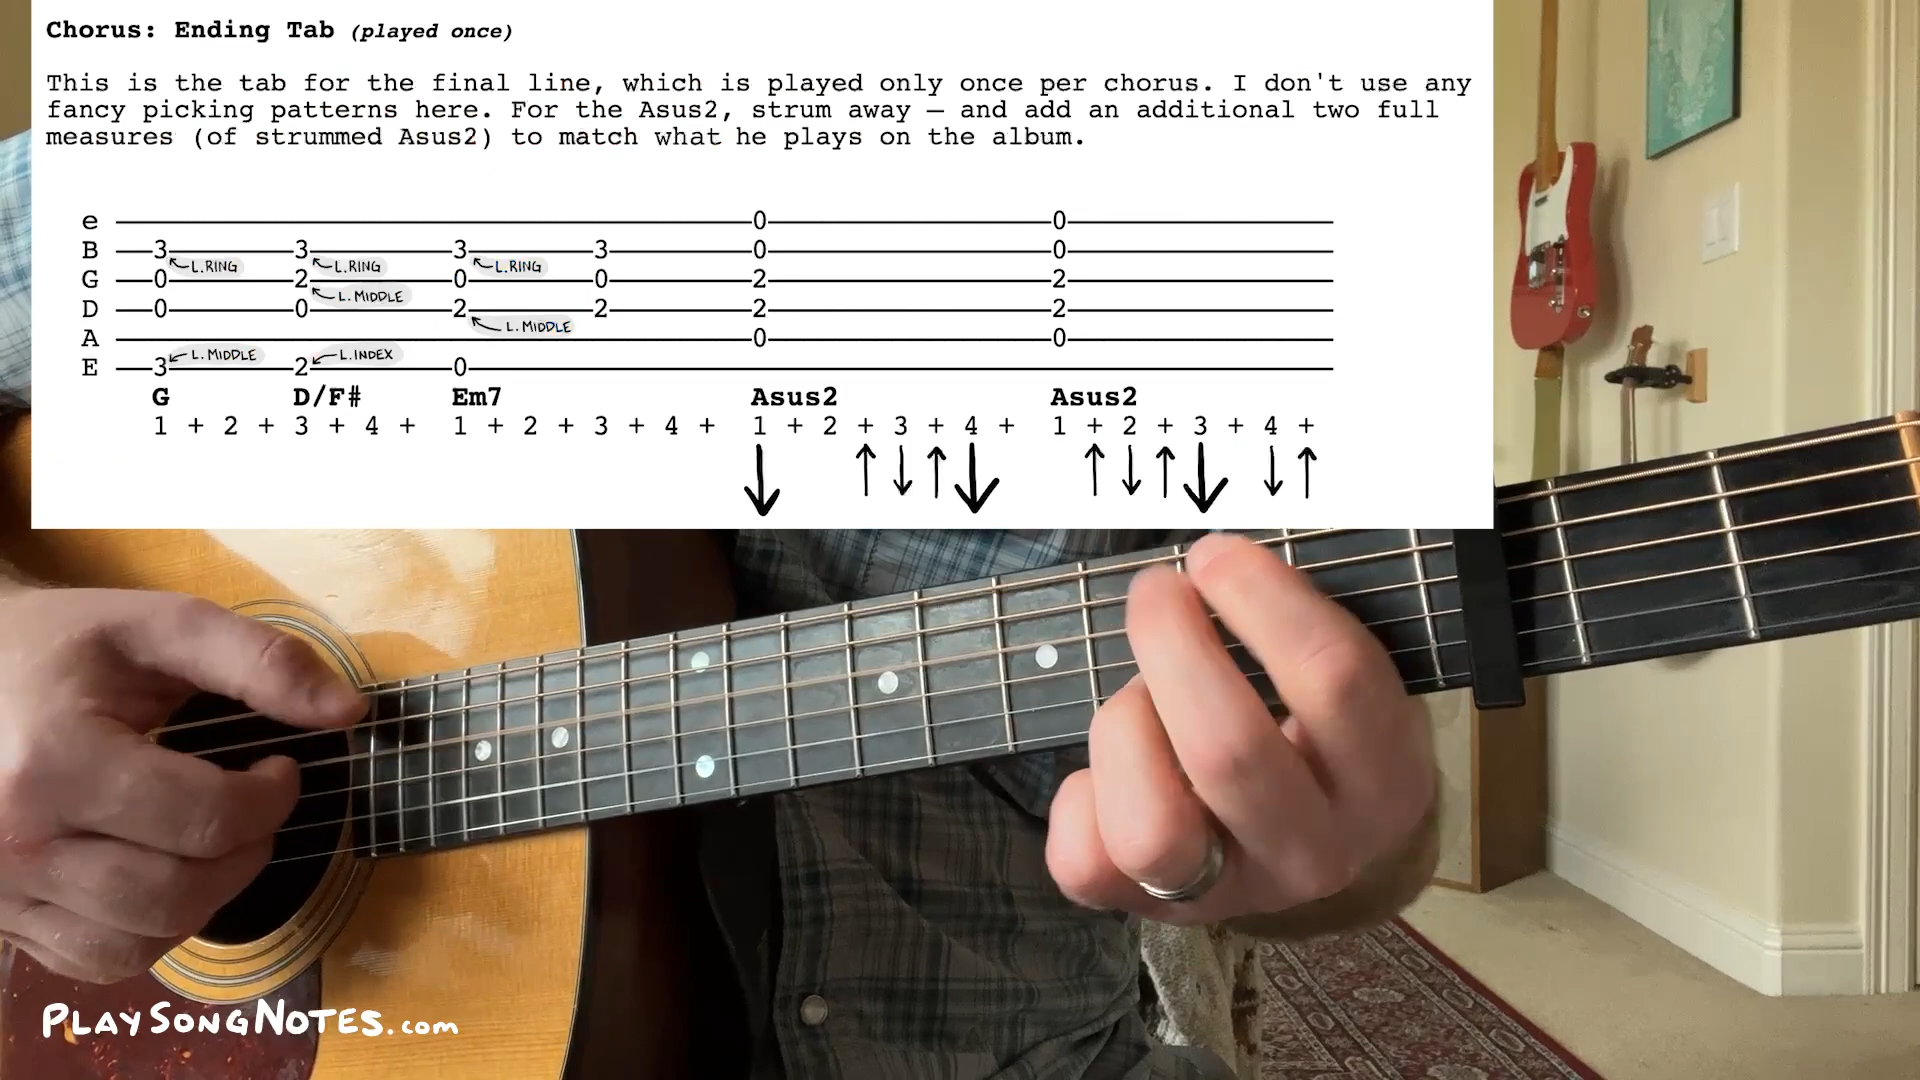 Chorus: Ending Tab (played once)
This is the tab for the final line, which is played only once per chorus. I don't use any
fancy picking patterns here. For the Asus2, strum away — and add an additional two full
measures (of strummed Asus2) to match what he plays on the album.
e 0 0
B 3 3 3 3 0 0
L.RING L.RING L.RING
G 0 2 0 0 2 2
L.MIDDLE
D 0 0 2 2 2 2
L.MIDDLE
A 0 0
L.MIDDLE L.INDEX
E 3 2 0
G D/F# Em7 Asus2 Asus2
1 + 2 + 3 + 4 + 1 + 2 + 3 + 4 + 1 + 2 + 3 + 4 + 1 + 2 + 3 + 4 +
PLAYSONGNOTES.com